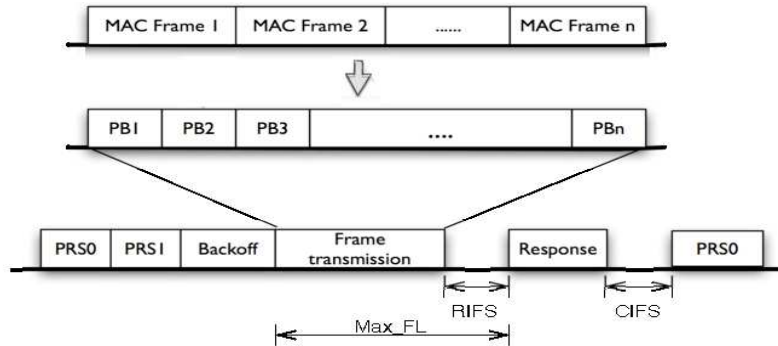 MAC Frame 1 MAC Frame 2 ...... MAC Frame n
PB1 PB2 PB3 .... PBn
PRS0 PRS1 Backoff Frame transmission Response PRS0
RIFS CIFS
Max_FL